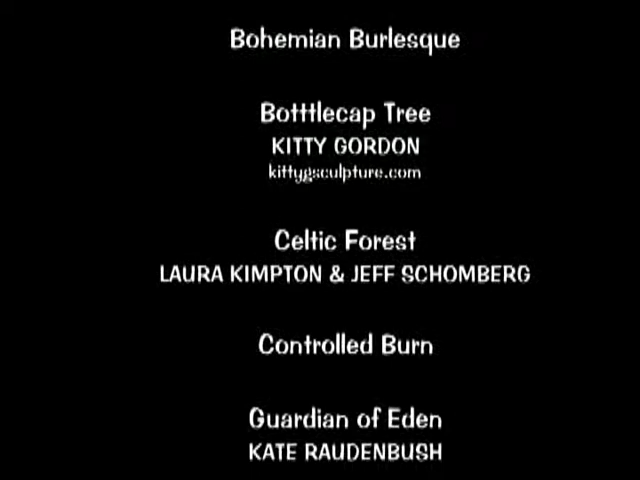 Bohemian Burlesque
Botttlecap Tree
KITTY GORDON
kittygsculpture.com
Celtic Forest
LAURA KIMPTON & JEFF SCHOMBERG
Controlled Burn
Guardian of Eden
KATE RAUDENBUSH